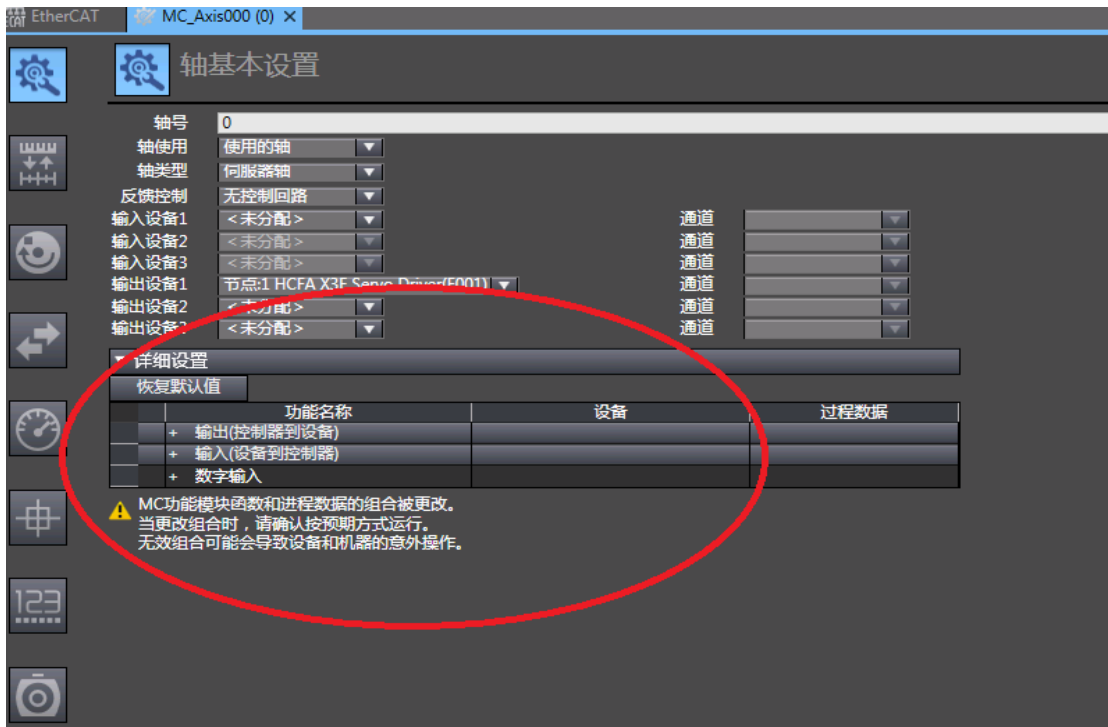 EtherCAT MC_Axis000 (0)
轴基本设置
轴号 0
轴使用 使用的轴
轴类型 伺服器轴
反馈控制 无控制回路
输入设备1 <未分配> 通道
输入设备2 <未分配> 通道
输入设备3 <未分配> 通道
输出设备1 节点:1 HCFA X3E Servo Driver(E001) 通道
输出设备2 <未分配> 通道
输出设备3 <未分配> 通道
详细设置
恢复默认值
功能名称 设备 过程数据
+ 输出(控制器到设备)
+ 输入(设备到控制器)
+ 数字输入
MC功能模块函数和进程数据的组合被更改。
当更改组合时，请确认按预期方式运行。
无效组合可能会导致设备和机器的意外操作。
123